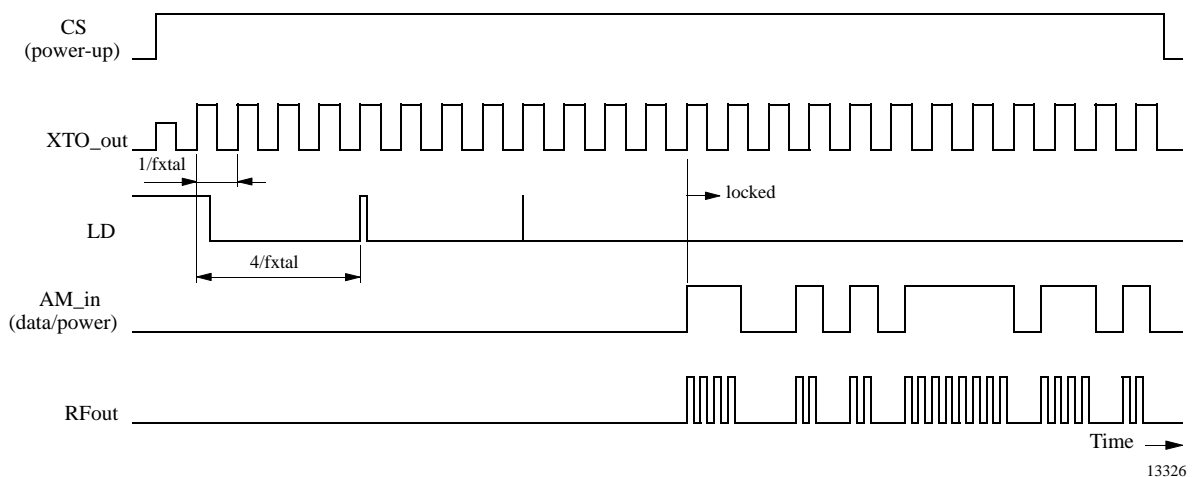 CS
(power-up)
XTO_out
1/fxtal
locked
LD
4/fxtal
AM_in
(data/power)
RFout
Time
13326